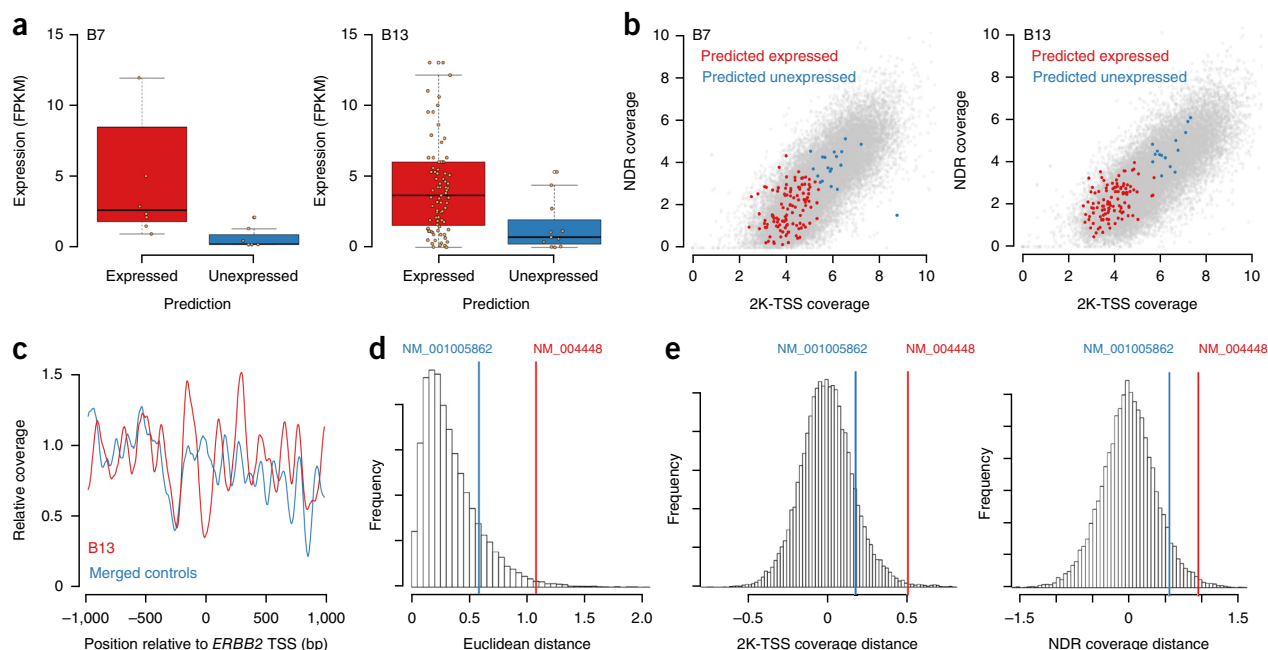 a
B7
15
10
5
0
Expression (FPKM)
Expressed
Unexpressed
Prediction
B13
15
10
5
0
Expression (FPKM)
Expressed
Unexpressed
Prediction
b
B7
Predicted expressed
Predicted unexpressed
10
8
6
4
2
0
NDR coverage
0 2 4 6 8 10
2K-TSS coverage
B13
Predicted expressed
Predicted unexpressed
10
8
6
4
2
0
NDR coverage
0 2 4 6 8 10
2K-TSS coverage
c
1.5
1.0
0.5
0
Relative coverage
B13
Merged controls
−1,000 −500 0 500 1,000
Position relative to ERBB2 TSS (bp)
d
NM_001005862
NM_004448
Frequency
0 0.5 1.0 1.5 2.0
Euclidean distance
e
NM_001005862
NM_004448
Frequency
−0.5 0 0.5
2K-TSS coverage distance
NM_001005862
NM_004448
Frequency
−1.5 0 1.5
NDR coverage distance